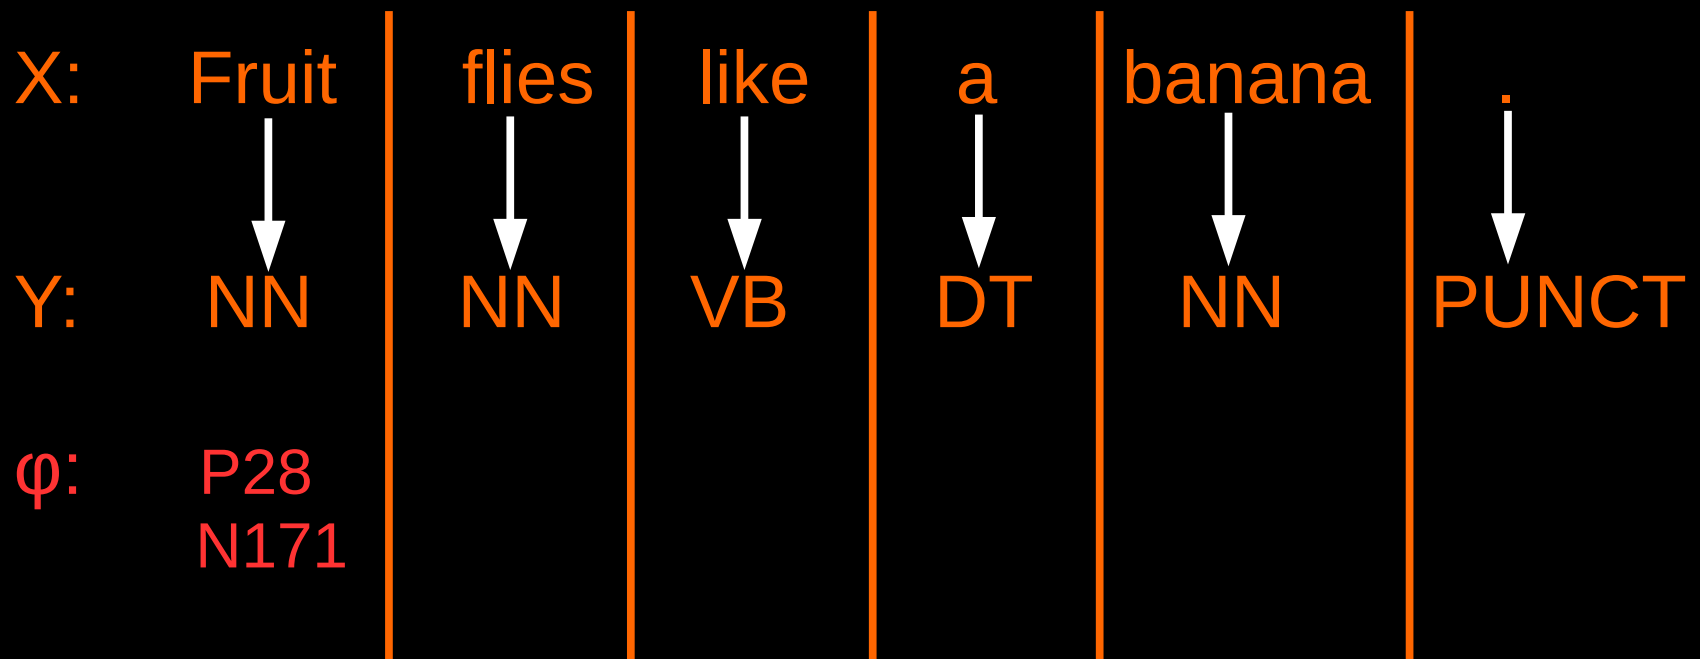 X: Fruit flies like a banana .
Y: NN NN VB DT NN PUNCT
φ: P28
N171